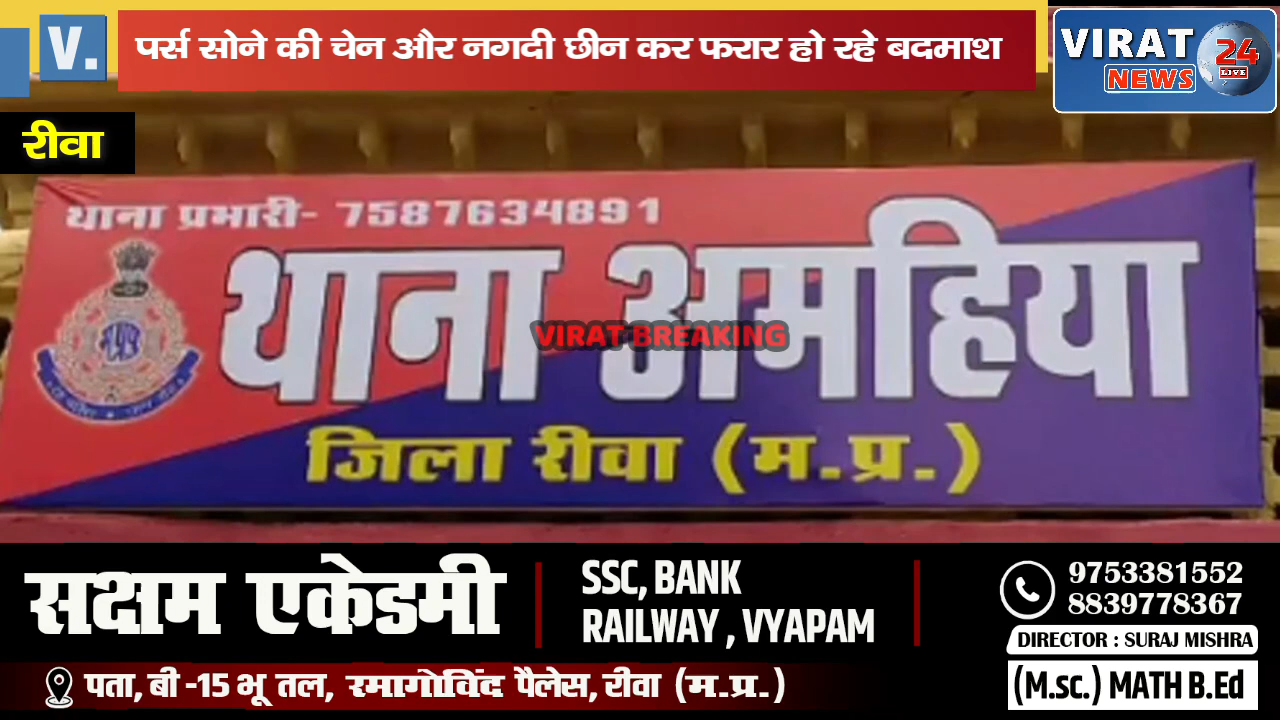 V.
पर्स सोने की चेन और नगदी छीन कर फरार हो रहे बदमाश
VIRAT
24
NEWS
LIVE
रीवा
थाना प्रभारी- 7587634891
थाना अमहिया
VIRAT BREAKING
जिला रीवा (म.प्र.)
सक्षम एकेडमी
SSC, BANK
RAILWAY , VYAPAM
9753381552
8839778367
DIRECTOR : SURAJ MISHRA
(M.sc.) MATH B.Ed
पता, बी -15 भू तल, रमागोविंद पैलेस, रीवा (म.प्र.)